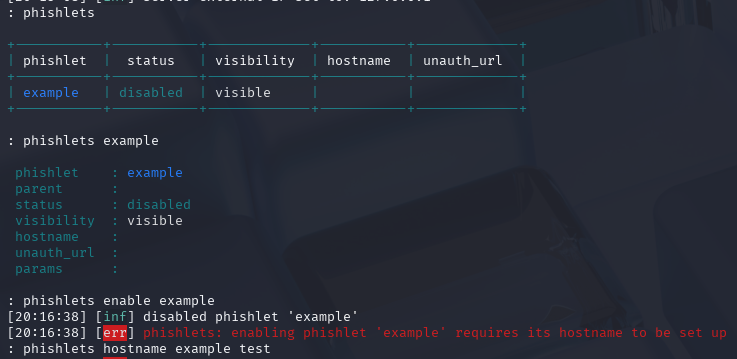 : phishlets
phishlet | status | visibility | hostname | unauth_url
example | disabled | visible | |
: phishlets example
phishlet : example
parent :
status : disabled
visibility : visible
hostname :
unauth_url :
params :
: phishlets enable example
[20:16:38] [inf] disabled phishlet 'example'
[20:16:38] [err] phishlets: enabling phishlet 'example' requires its hostname to be set up
: phishlets hostname example test